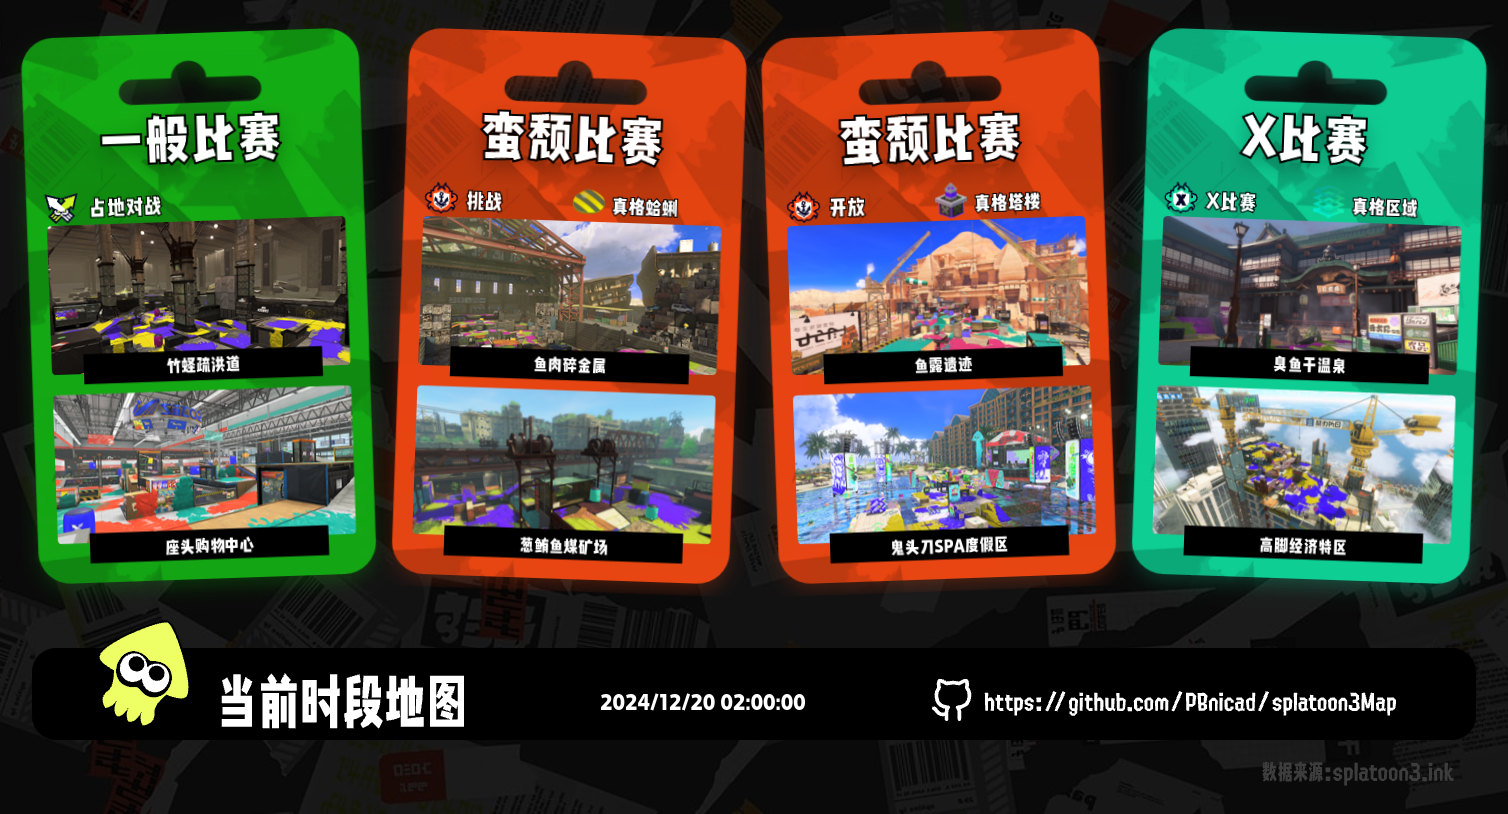 一般比赛
占地对战
竹蛏疏洪道
座头购物中心
蛮颓比赛
挑战
真格蛤蜊
鱼肉碎金属
葱鲔鱼煤矿场
蛮颓比赛
开放
真格塔楼
鱼露遗迹
鬼头刀SPA度假区
X比赛
X比赛
真格区域
臭鱼干温泉
高脚经济特区
当前时段地图
2024/12/20 02:00:00
https://github.com/PBnicad/splatoon3Map
数据来源:splatoon3.ink